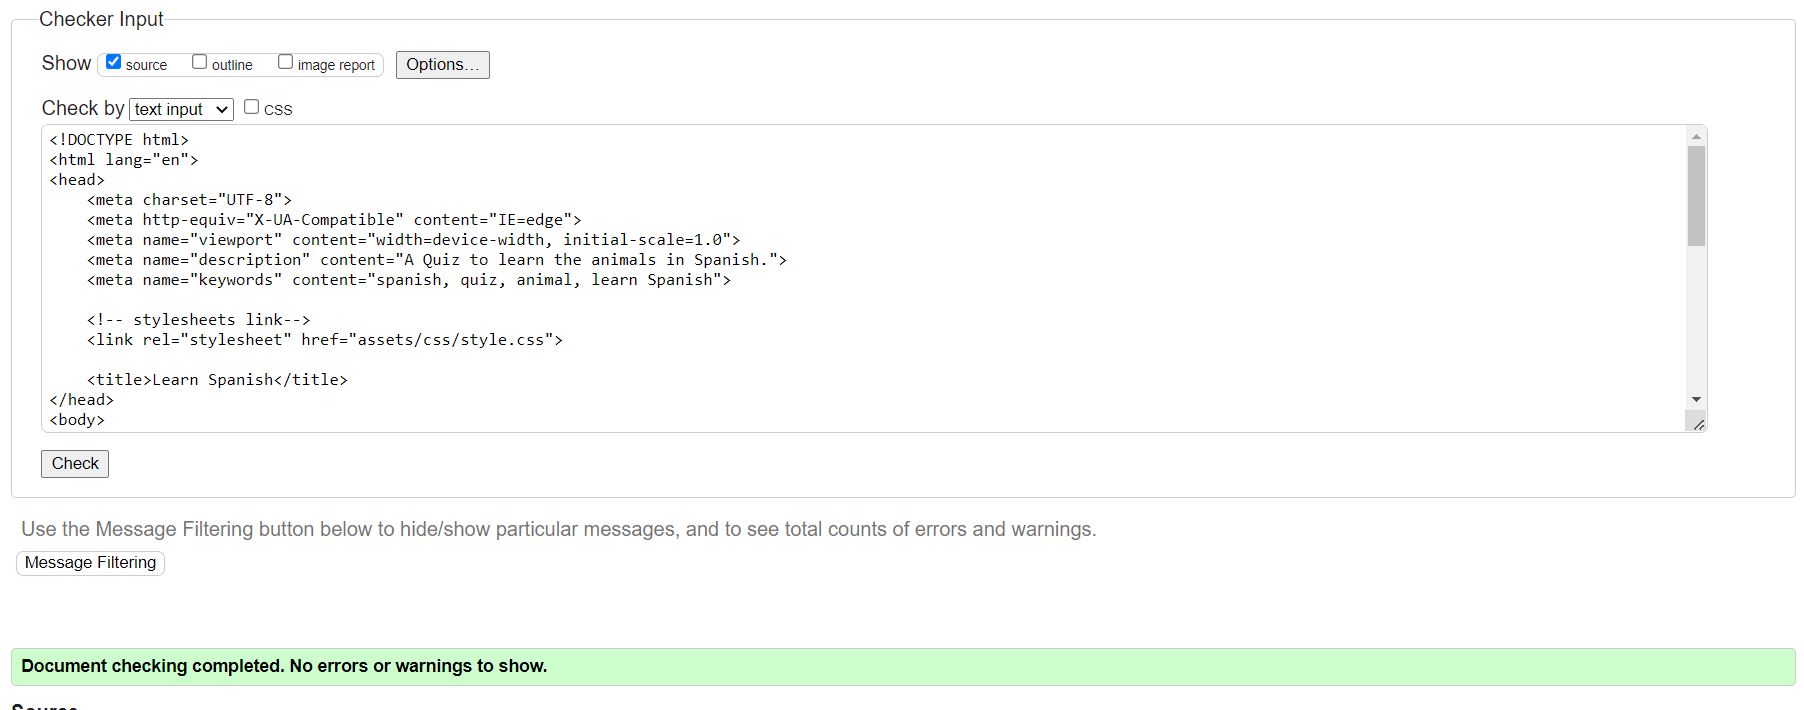 Checker Input
Show source outline image report Options...
Check by text input CSS
<!DOCTYPE html>
<html lang="en">
<head>
    <meta charset="UTF-8">
    <meta http-equiv="X-UA-Compatible" content="IE=edge">
    <meta name="viewport" content="width=device-width, initial-scale=1.0">
    <meta name="description" content="A Quiz to learn the animals in Spanish.">
    <meta name="keywords" content="spanish, quiz, animal, learn Spanish">
    <!-- stylesheets link-->
    <link rel="stylesheet" href="assets/css/style.css">
    <title>Learn Spanish</title>
</head>
<body>
Check
Use the Message Filtering button below to hide/show particular messages, and to see total counts of errors and warnings.
Message Filtering
Document checking completed. No errors or warnings to show.
Source